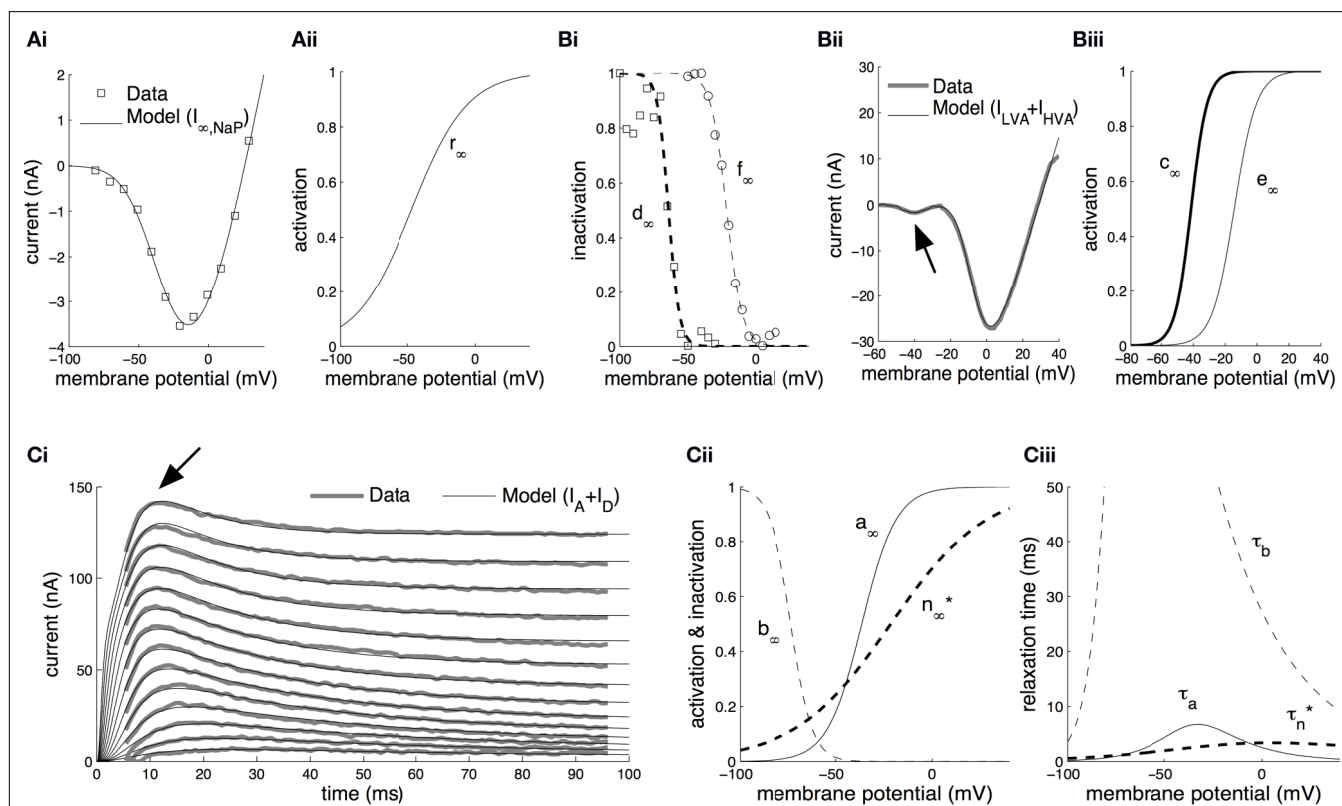 Ai
Data
Model (I∞,NaP)
current (nA)
2
1
0
−1
−2
−3
−4
−100
−50
0
membrane potential (mV)
Aii
activation
1
0.8
0.6
0.4
0.2
0
r∞
−100
−50
0
membrane potential (mV)
Bi
inactivation
1
0.8
0.6
0.4
0.2
0
d∞
f∞
−100
−50
0
membrane potential (mV)
Bii
Data
Model (ILVA+IHVA)
current (nA)
30
20
10
0
−10
−20
−30
−60
−40
−20
0
20
40
membrane potential (mV)
Biii
activation
1
0.8
0.6
0.4
0.2
0
c∞
e∞
−80
−60
−40
−20
0
20
40
membrane potential (mV)
Ci
Data
Model (IA+ID)
current (nA)
150
100
50
0
0
10
20
30
40
50
60
70
80
90
100
time (ms)
Cii
activation & inactivation
1
0.8
0.6
0.4
0.2
0
b∞
a∞
n∞*
−100
−50
0
membrane potential (mV)
Ciii
relaxation time (ms)
50
40
30
20
10
0
τb
τa
τn*
−100
−50
0
membrane potential (mV)